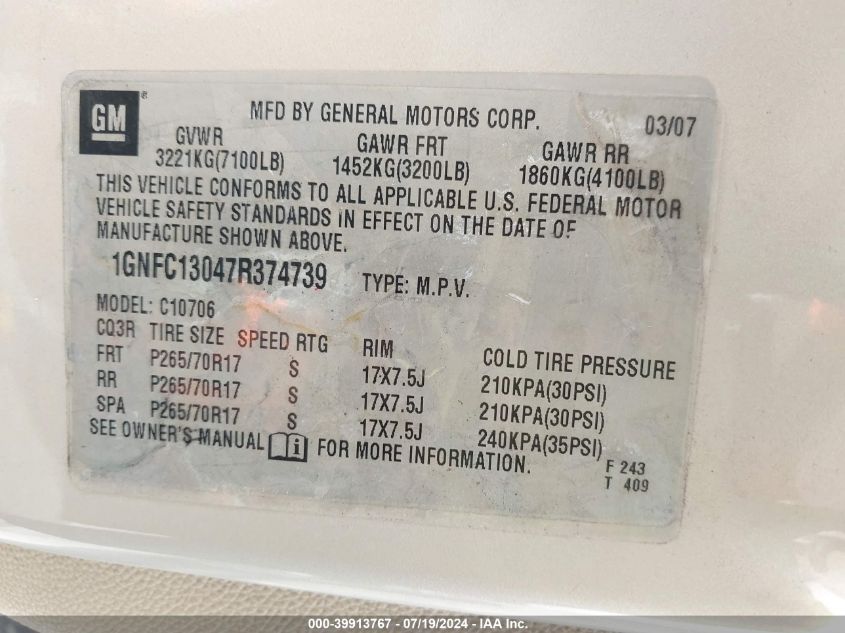 GM ®
MFD BY GENERAL MOTORS CORP. 03/07
GVWR GAWR FRT GAWR RR
3221KG(7100LB) 1452KG(3200LB) 1860KG(4100LB)
THIS VEHICLE CONFORMS TO ALL APPLICABLE U.S. FEDERAL MOTOR
VEHICLE SAFETY STANDARDS IN EFFECT ON THE DATE OF
MANUFACTURE SHOWN ABOVE.
1GNFC13047R374739 TYPE: M.P.V.
MODEL: C10706
CQ3R TIRE SIZE SPEED RTG RIM COLD TIRE PRESSURE
FRT P265/70R17 S 17X7.5J 210KPA(30PSI)
RR P265/70R17 S 17X7.5J 210KPA(30PSI)
SPA P265/70R17 S 17X7.5J 240KPA(35PSI)
SEE OWNER'S MANUAL i FOR MORE INFORMATION.
F 243
T 409
000-39913767 - 07/19/2024 - IAA Inc.